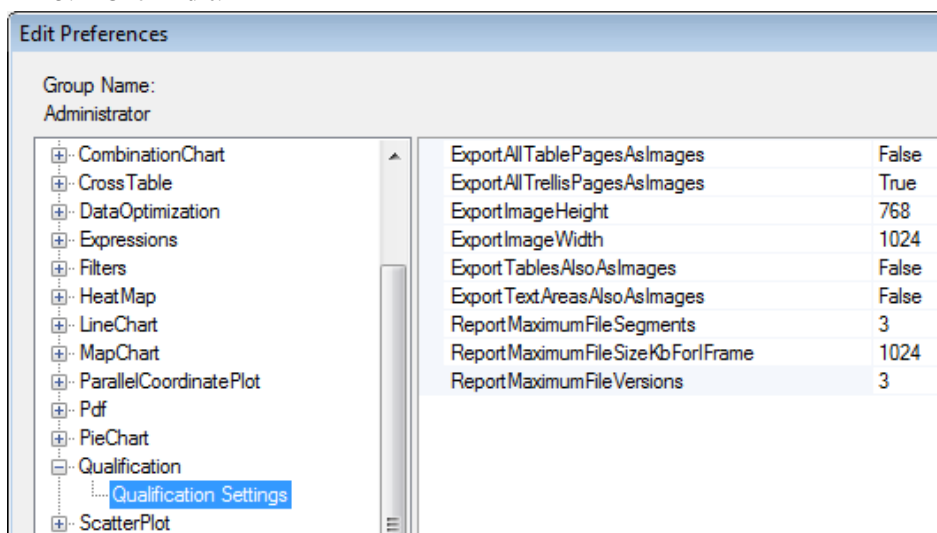 Edit Preferences
Group Name:
Administrator
CombinationChart
CrossTable
DataOptimization
Expressions
Filters
HeatMap
LineChart
MapChart
ParallelCoordinatePlot
Pdf
PieChart
Qualification
Qualification Settings
ScatterPlot
ExportAllTablePagesAsImages False
ExportAllTrellisPagesAsImages True
ExportImageHeight 768
ExportImageWidth 1024
ExportTablesAlsoAsImages False
ExportTextAreasAlsoAsImages False
ReportMaximumFileSegments 3
ReportMaximumFileSizeKbForIFrame 1024
ReportMaximumFileVersions 3